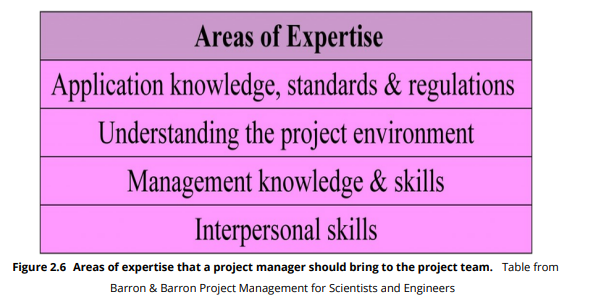 Areas of Expertise
Application knowledge, standards & regulations
Understanding the project environment
Management knowledge & skills
Interpersonal skills
Figure 2.6 Areas of expertise that a project manager should bring to the project team. Table from
Barron & Barron Project Management for Scientists and Engineers